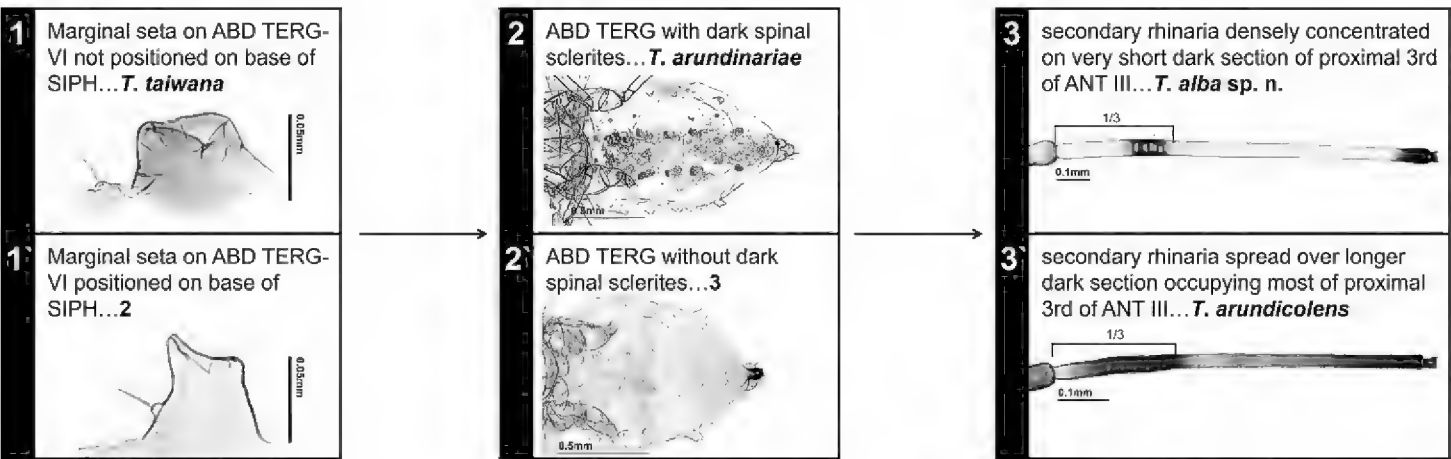 1 Marginal seta on ABD TERG-
VI not positioned on base of
SIPH...T. taiwana
0.05mm
1` Marginal seta on ABD TERG-
VI positioned on base of
SIPH...2
0.05mm
2 ABD TERG with dark spinal
sclerites...T. arundinariae
0.5mm
2` ABD TERG without dark
spinal sclerites...3
0.5mm
3 secondary rhinaria densely concentrated
on very short dark section of proximal 3rd
of ANT III...T. alba sp. n.
1/3
0.1mm
3` secondary rhinaria spread over longer
dark section occupying most of proximal
3rd of ANT III...T. arundicolens
1/3
0.1mm